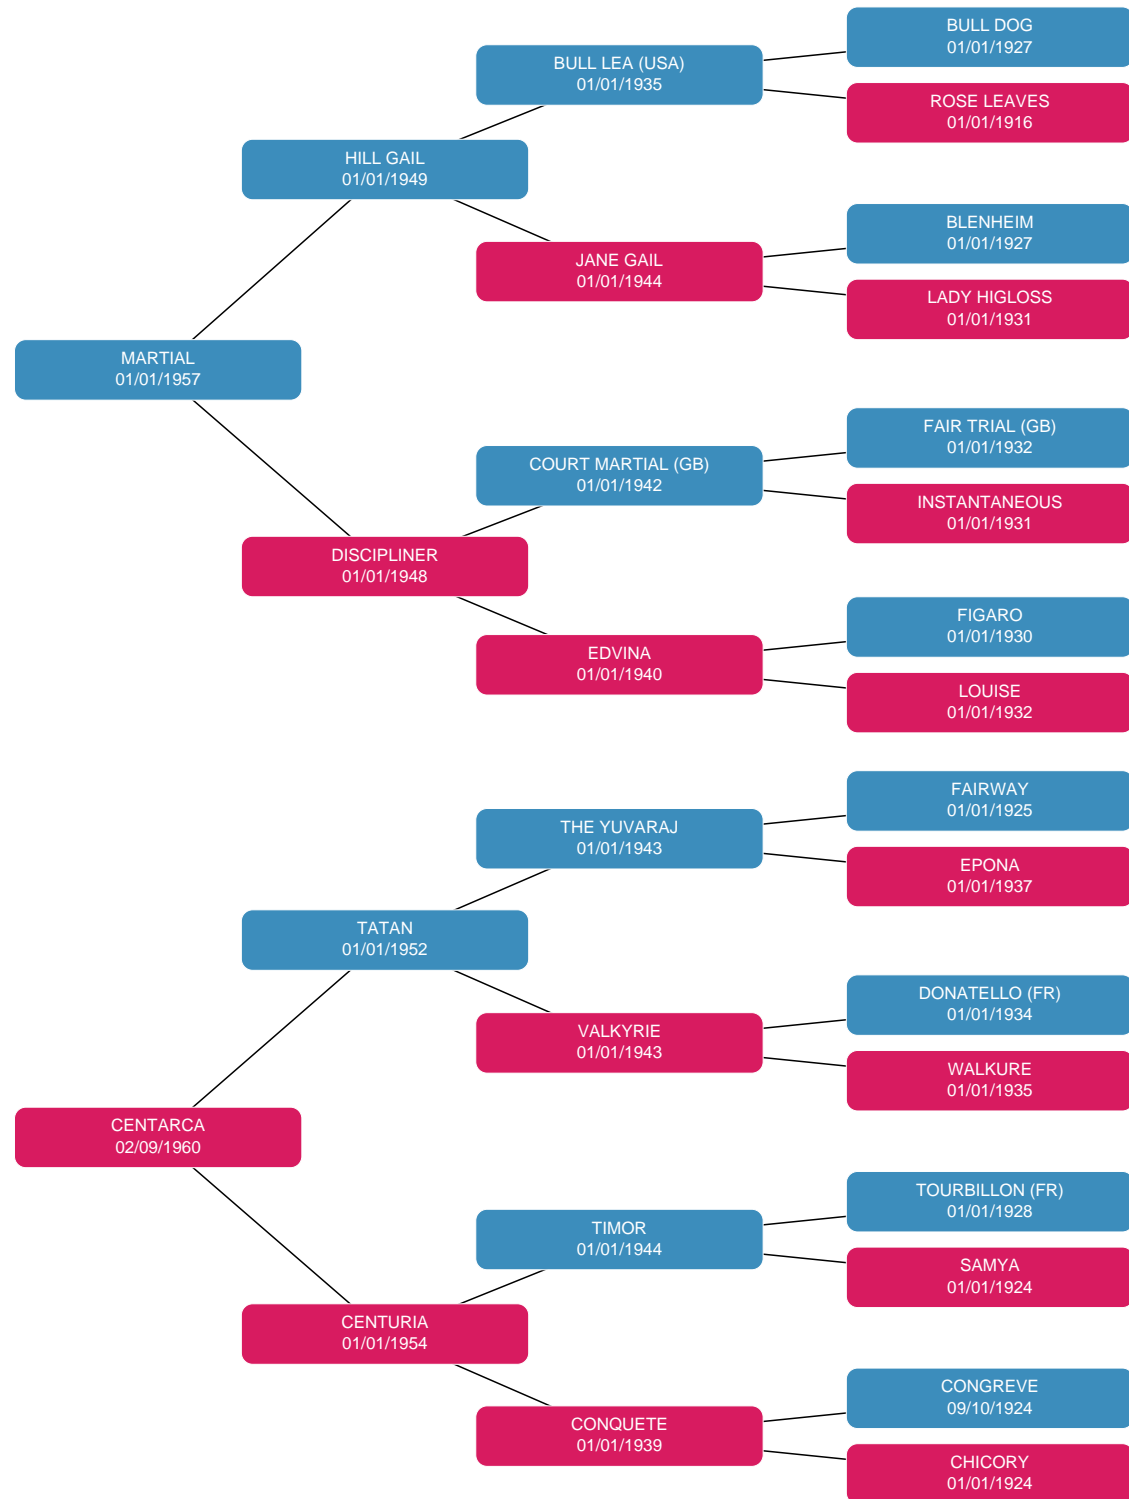 BULL DOG
01/01/1927
BULL LEA (USA)
01/01/1935
ROSE LEAVES
01/01/1916
HILL GAIL
01/01/1949
BLENHEIM
01/01/1927
JANE GAIL
01/01/1944
LADY HIGLOSS
01/01/1931
MARTIAL
01/01/1957
FAIR TRIAL (GB)
01/01/1932
COURT MARTIAL (GB)
01/01/1942
INSTANTANEOUS
01/01/1931
DISCIPLINER
01/01/1948
FIGARO
01/01/1930
EDVINA
01/01/1940
LOUISE
01/01/1932
FAIRWAY
01/01/1925
THE YUVARAJ
01/01/1943
EPONA
01/01/1937
TATAN
01/01/1952
DONATELLO (FR)
01/01/1934
VALKYRIE
01/01/1943
WALKURE
01/01/1935
CENTARCA
02/09/1960
TOURBILLON (FR)
01/01/1928
TIMOR
01/01/1944
SAMYA
01/01/1924
CENTURIA
01/01/1954
CONGREVE
09/10/1924
CONQUETE
01/01/1939
CHICORY
01/01/1924